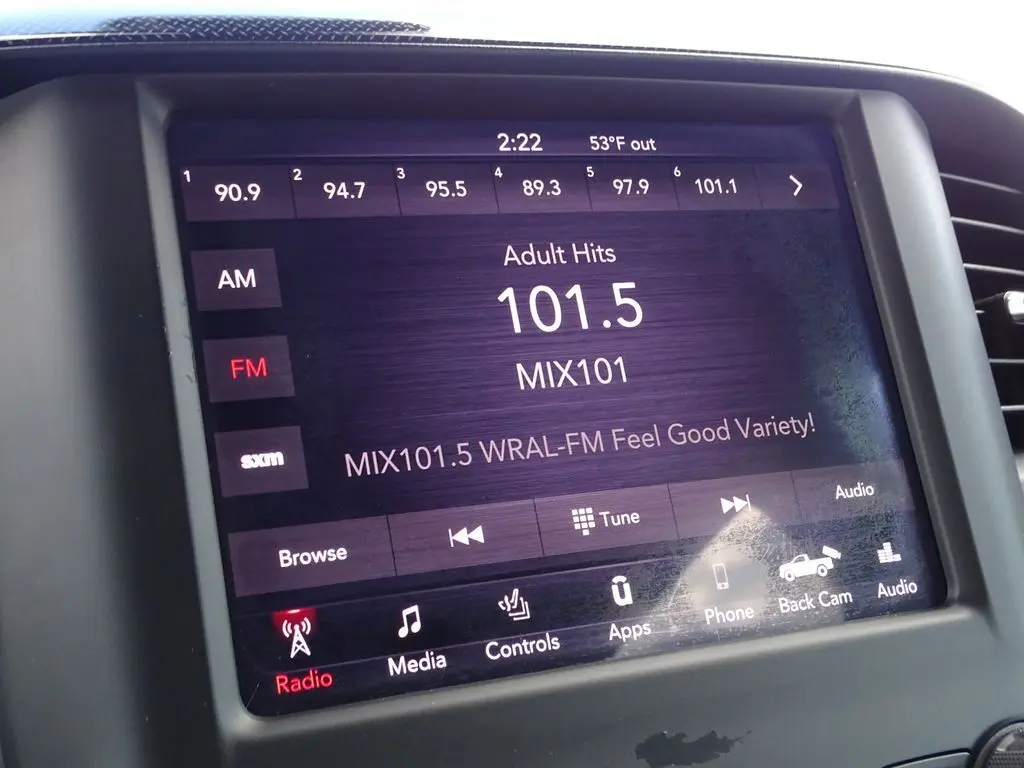 2:22 53°F out
1 90.9 2 94.7 3 95.5 4 89.3 5 97.9 6 101.1
Adult Hits
AM
101.5
FM
MIX101
sxm
MIX101.5 WRAL-FM Feel Good Variety!
Browse Tune Audio
Radio Media Controls Apps Phone Back Cam Audio